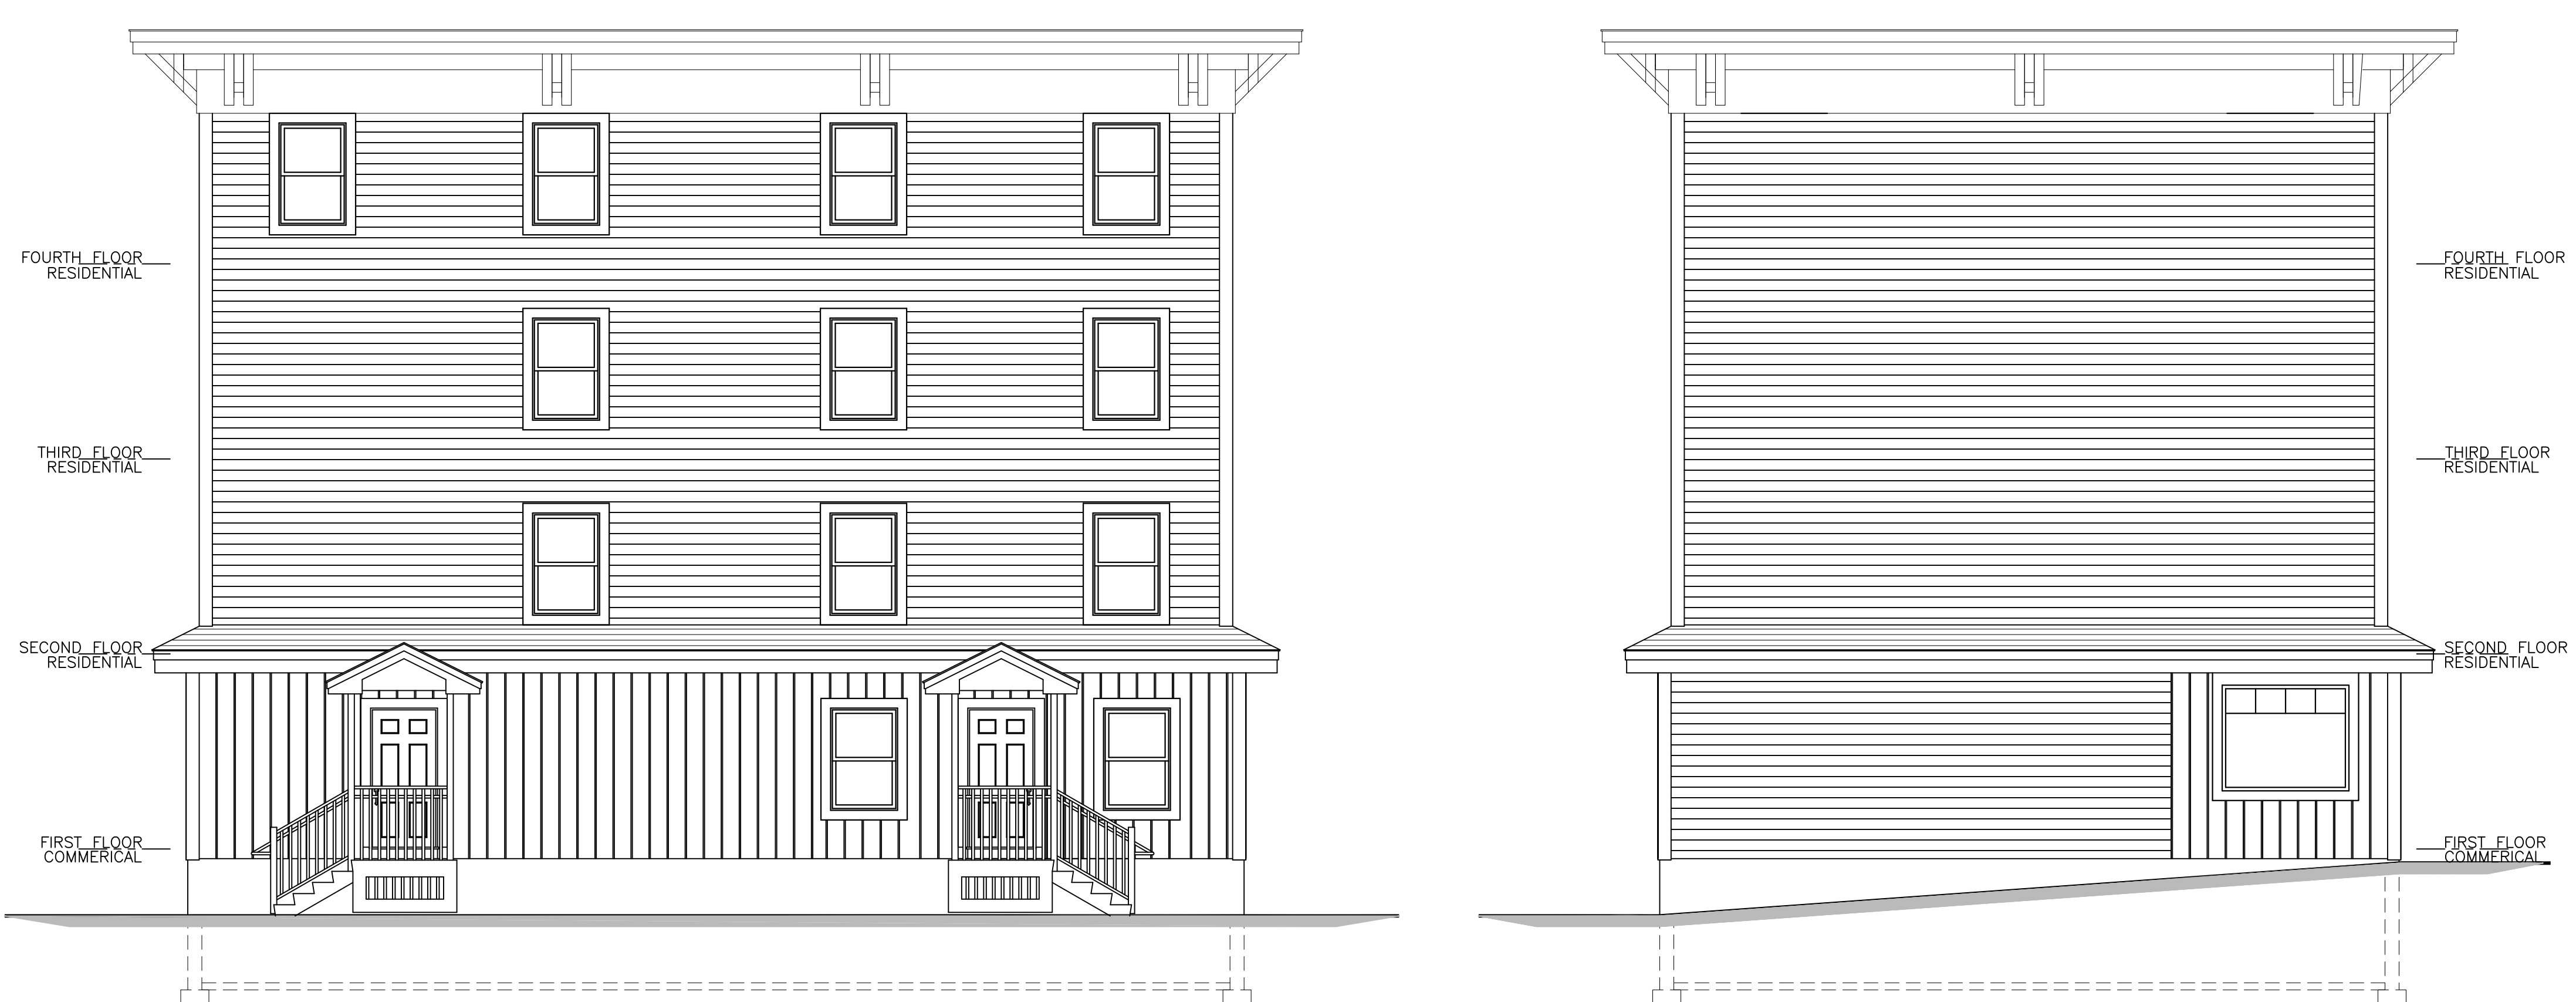 FOURTH FLOOR
RESIDENTIAL
THIRD FLOOR
RESIDENTIAL
SECOND FLOOR
RESIDENTIAL
FIRST FLOOR
COMMERICAL
FOURTH FLOOR
RESIDENTIAL
THIRD FLOOR
RESIDENTIAL
SECOND FLOOR
RESIDENTIAL
FIRST FLOOR
COMMERICAL